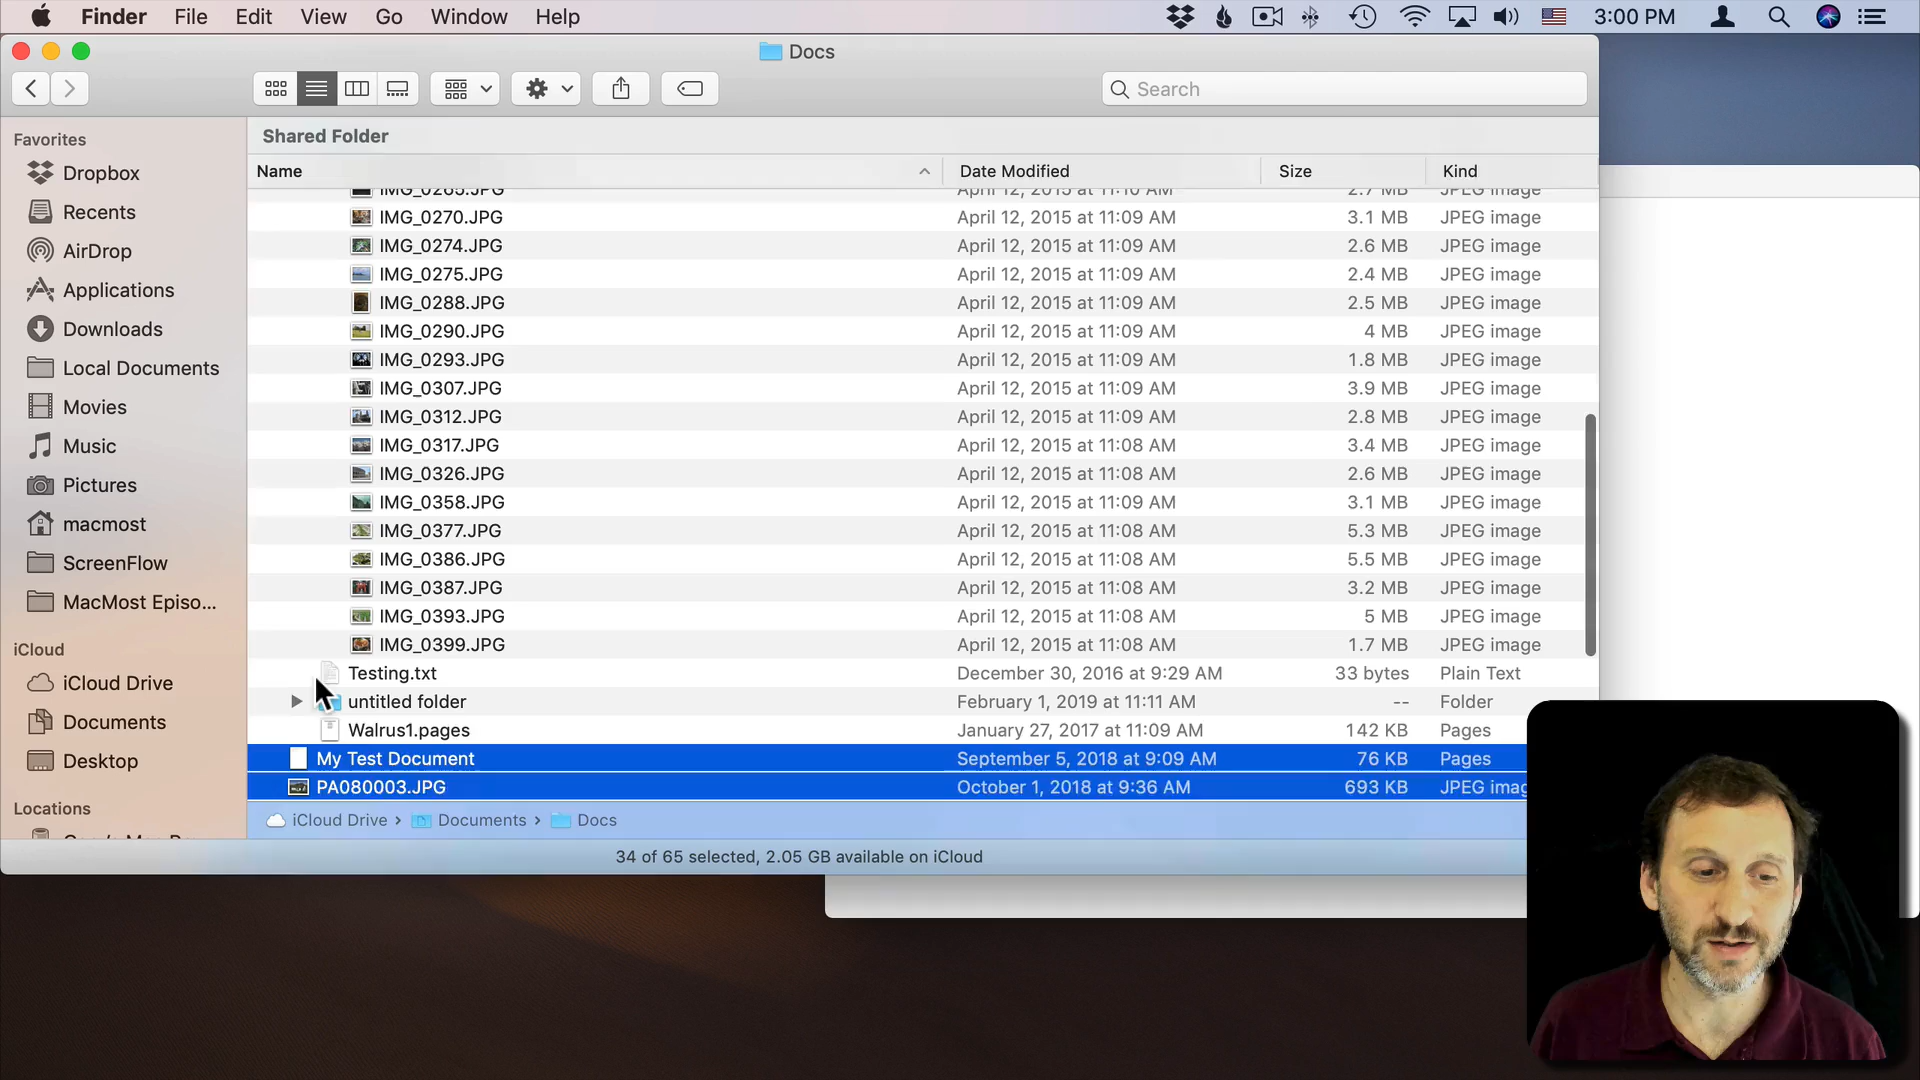 Finder File Edit View Go Window Help 3:00 PM
Docs
Search
Shared Folder
Name Date Modified Size Kind
IMG_0265.JPG April 12, 2015 at 11:10 AM 2.7 MB JPEG image
IMG_0270.JPG April 12, 2015 at 11:09 AM 3.1 MB JPEG image
IMG_0274.JPG April 12, 2015 at 11:09 AM 2.6 MB JPEG image
IMG_0275.JPG April 12, 2015 at 11:09 AM 2.4 MB JPEG image
IMG_0288.JPG April 12, 2015 at 11:09 AM 2.5 MB JPEG image
IMG_0290.JPG April 12, 2015 at 11:09 AM 4 MB JPEG image
IMG_0293.JPG April 12, 2015 at 11:09 AM 1.8 MB JPEG image
IMG_0307.JPG April 12, 2015 at 11:09 AM 3.9 MB JPEG image
IMG_0312.JPG April 12, 2015 at 11:09 AM 2.8 MB JPEG image
IMG_0317.JPG April 12, 2015 at 11:08 AM 3.4 MB JPEG image
IMG_0326.JPG April 12, 2015 at 11:08 AM 2.6 MB JPEG image
IMG_0358.JPG April 12, 2015 at 11:09 AM 3.1 MB JPEG image
IMG_0377.JPG April 12, 2015 at 11:08 AM 5.3 MB JPEG image
IMG_0386.JPG April 12, 2015 at 11:08 AM 5.5 MB JPEG image
IMG_0387.JPG April 12, 2015 at 11:08 AM 3.2 MB JPEG image
IMG_0393.JPG April 12, 2015 at 11:08 AM 5 MB JPEG image
IMG_0399.JPG April 12, 2015 at 11:08 AM 1.7 MB JPEG image
Testing.txt December 30, 2016 at 9:29 AM 33 bytes Plain Text
untitled folder February 1, 2019 at 11:11 AM -- Folder
Walrus1.pages January 27, 2017 at 11:09 AM 142 KB Pages
My Test Document September 5, 2018 at 9:09 AM 76 KB Pages
PA080003.JPG October 1, 2018 at 9:36 AM 693 KB JPEG imag
iCloud Drive › Documents › Docs
34 of 65 selected, 2.05 GB available on iCloud
Favorites
Dropbox
Recents
AirDrop
Applications
Downloads
Local Documents
Movies
Music
Pictures
macmost
ScreenFlow
MacMost Episo...
iCloud
iCloud Drive
Documents
Desktop
Locations